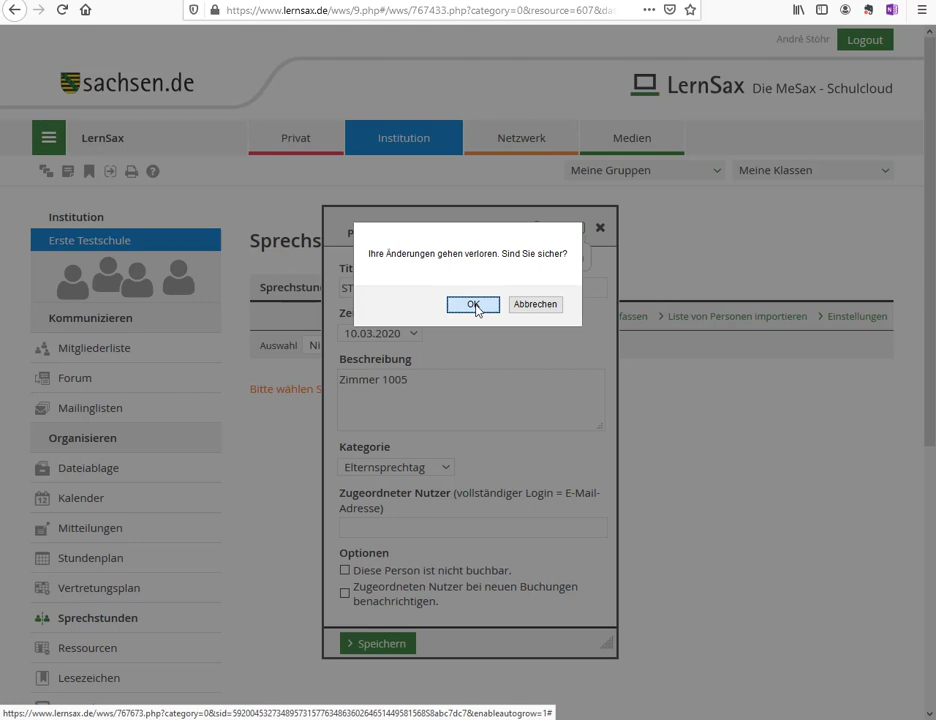 https://www.lernsax.de/wws/9.php#/wws/767433.php?category=0&resource=607&da
André Stöhr
Logout
sachsen.de
LernSax Die MeSax - Schulcloud
LernSax
Privat
Institution
Netzwerk
Medien
Meine Gruppen
Meine Klassen
Institution
Erste Testschule
Kommunizieren
Mitgliederliste
Forum
Mailinglisten
Organisieren
Dateiablage
Kalender
Mitteilungen
Stundenplan
Vertretungsplan
Sprechstunden
Ressourcen
Lesezeichen
Sprechs
Sprechstun
fassen
Liste von Personen importieren
Einstellungen
Auswahl
Ni
Bitte wählen S
Ihre Änderungen gehen verloren. Sind Sie sicher?
OK
Abbrechen
Tit
ST
Ze
10.03.2020
Beschreibung
Zimmer 1005
Kategorie
Elternsprechtag
Zugeordneter Nutzer (vollständiger Login = E-Mail-
Adresse)
Optionen
Diese Person ist nicht buchbar.
Zugeordneten Nutzer bei neuen Buchungen
benachrichtigen.
Speichern